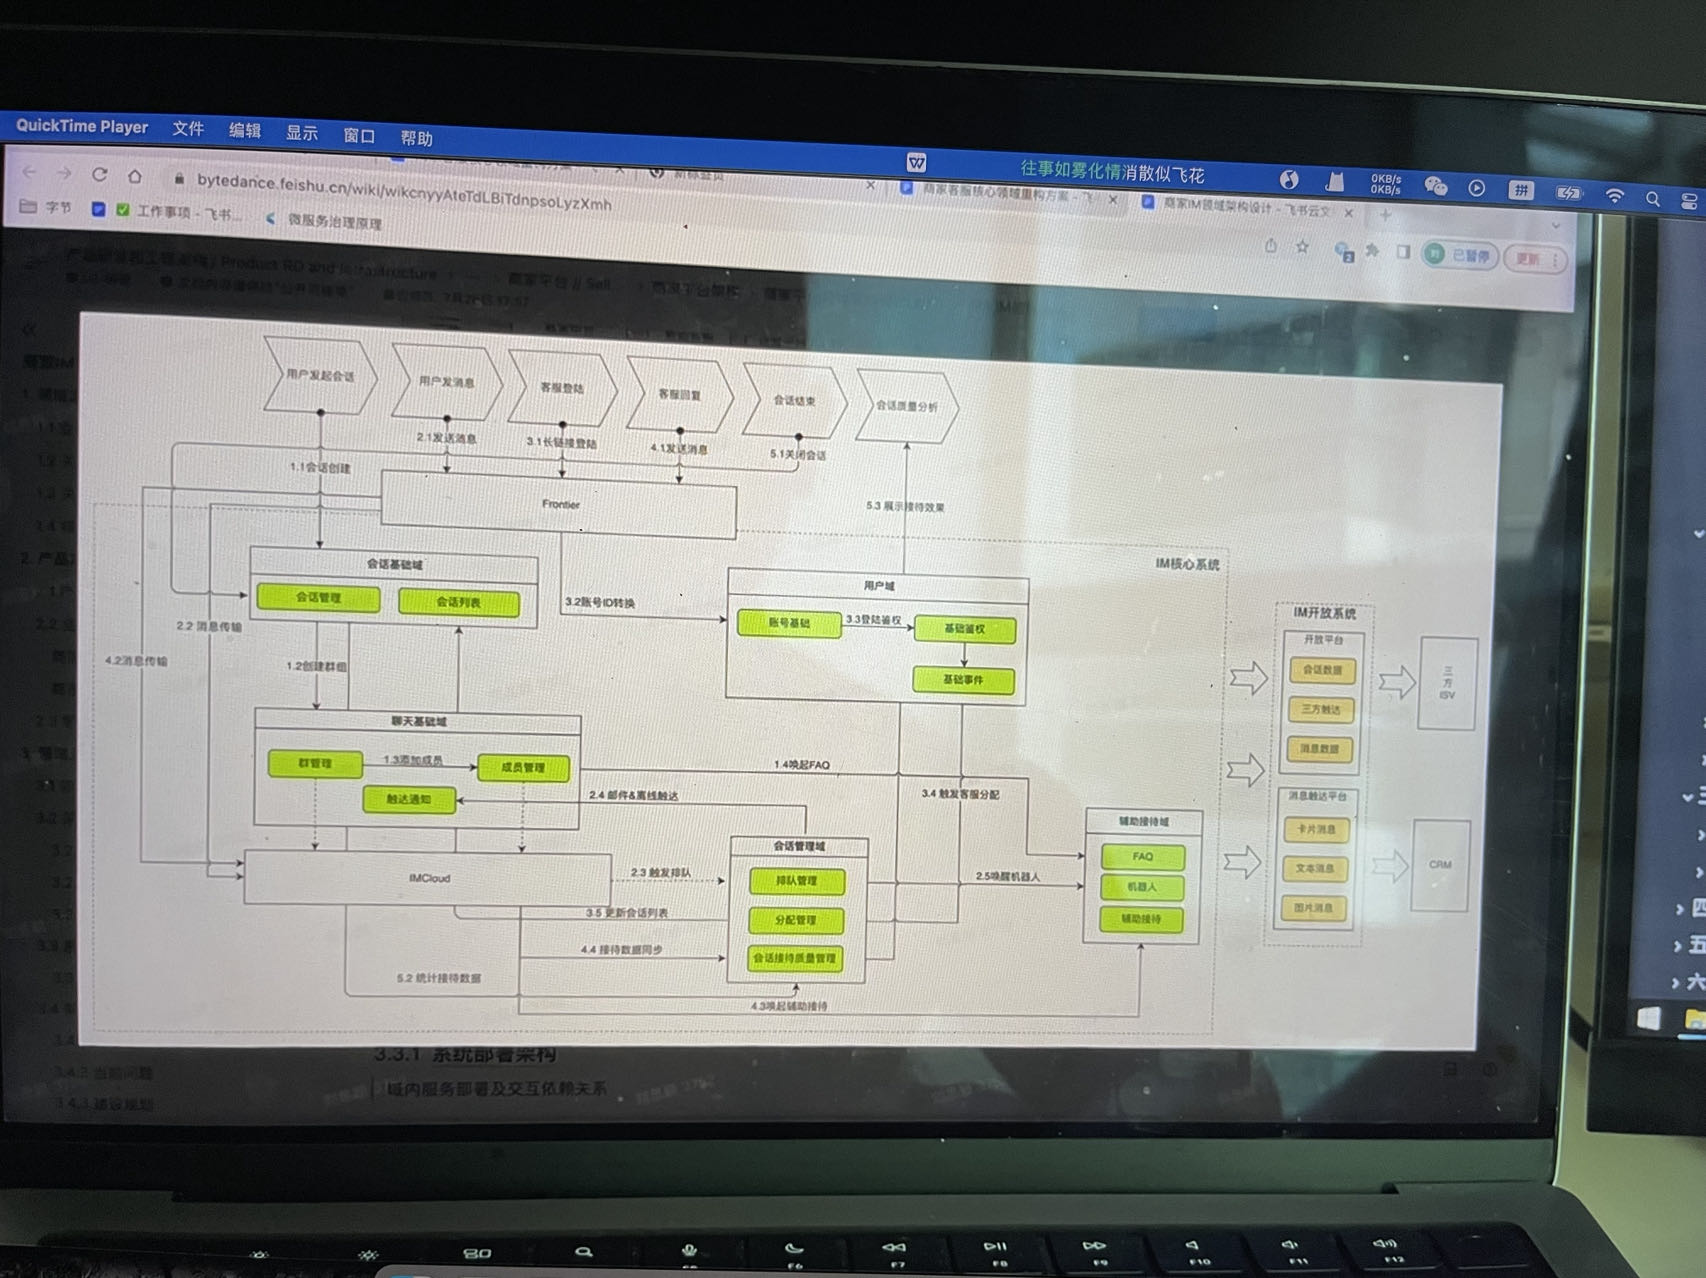 QuickTime Player 文件 编辑 显示 窗口 帮助
往事如雾化情消散似飞花
0KB/s
0KB/s
拼
商家客服核心领域重构方案 - 飞
商家IM领域架构设计 - 飞书云文
bytedance.feishu.cn/wiki/wikcnyyAteTdLBiTdnpsoLyzXmh
字节
工作事项 - 飞书...
微服务治理原理
已暂停
更新
用户发起会话
用户发消息
客服登陆
客服回复
会话结束
会话质量分析
1.1会话创建
2.1发送消息
3.1长链接登陆
4.1发送消息
5.1关闭会话
Frontier
5.3 展示接待效果
IM核心系统
会话基础域
会话管理
会话列表
2.2 消息传输
4.2消息传输
1.2创建群组
3.2账号ID转换
用户域
账号基础
3.3登陆鉴权
基础鉴权
基础事件
聊天基础域
群管理
1.3添加成员
成员管理
触达通知
1.4唤起FAQ
2.4 邮件&离线触达
3.4 触发客服分配
IMCloud
2.3 触发排队
3.5 更新会话列表
4.4 接待数据同步
5.2 统计接待数据
4.3唤起辅助接待
会话管理域
排队管理
分配管理
会话接待质量管理
2.5唤醒机器人
辅助接待域
FAQ
机器人
辅助接待
IM开放系统
开放平台
会话数据
三方触达
消息数据
消息触达平台
卡片消息
文本消息
图片消息
三
方
ISV
CRM
3.3.1 系统部署架构
域内服务部署及交互依赖关系
3.4.2 当前问题
3.4.3 建设规划
四
五
六
F6
F7
F8
F9
F10
F11
F12